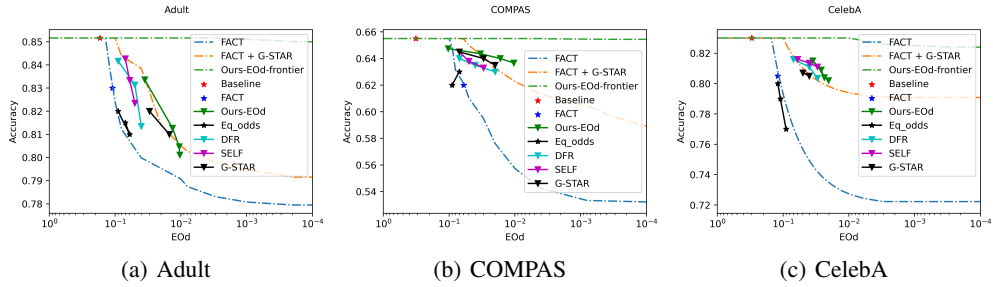 Adult
0.85
0.84
0.83
0.82
0.81
0.80
0.79
0.78
Accuracy
10^0
10^-1
10^-2
10^-3
10^-4
EOd
FACT
FACT + G-STAR
Ours-EOd-frontier
Baseline
FACT
Ours-EOd
Eq_odds
DFR
SELF
G-STAR
(a) Adult
COMPAS
0.66
0.64
0.62
0.60
0.58
0.56
0.54
Accuracy
10^0
10^-1
10^-2
10^-3
10^-4
EOd
FACT
FACT + G-STAR
Ours-EOd-frontier
Baseline
FACT
Ours-EOd
Eq_odds
DFR
SELF
G-STAR
(b) COMPAS
CelebA
0.82
0.80
0.78
0.76
0.74
0.72
Accuracy
10^0
10^-1
10^-2
10^-3
10^-4
EOd
FACT
FACT + G-STAR
Ours-EOd-frontier
Baseline
FACT
Ours-EOd
Eq_odds
DFR
SELF
G-STAR
(c) CelebA